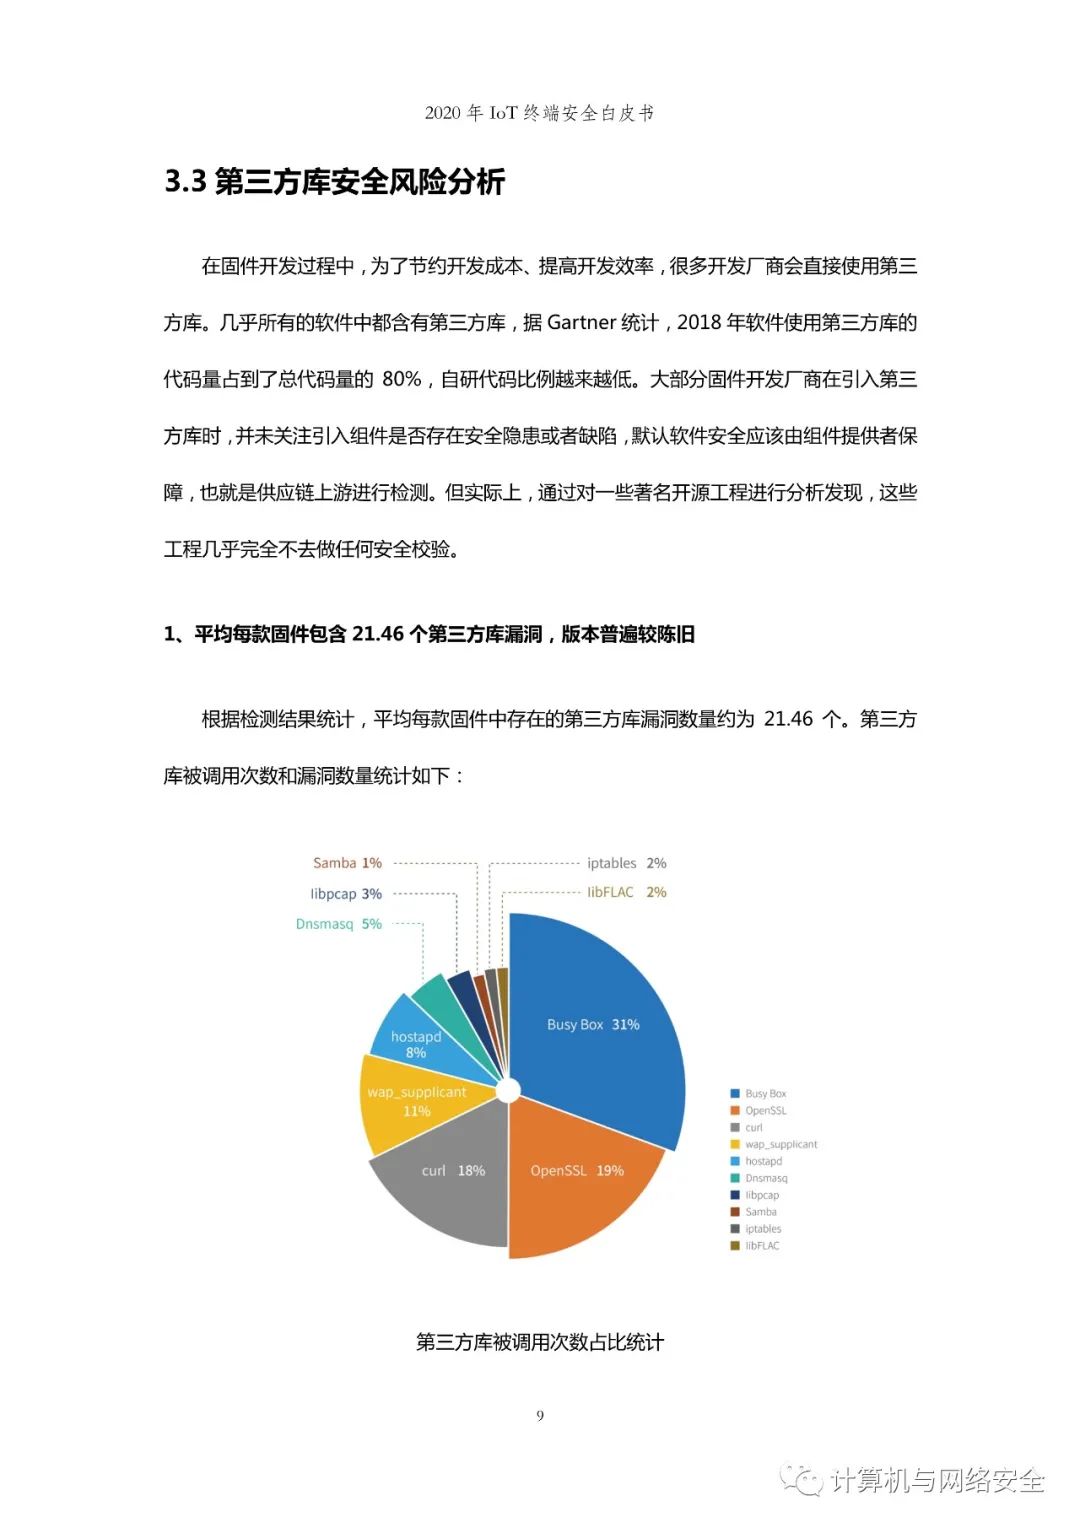 2020 年 IoT 终端安全白皮书
3.3 第三方库安全风险分析
在固件开发过程中，为了节约开发成本、提高开发效率，很多开发厂商会直接使用第三
方库。几乎所有的软件中都含有第三方库，据 Gartner 统计，2018 年软件使用第三方库的
代码量占到了总代码量的 80%，自研代码比例越来越低。大部分固件开发厂商在引入第三
方库时，并未关注引入组件是否存在安全隐患或者缺陷，默认软件安全应该由组件提供者保
障，也就是供应链上游进行检测。但实际上，通过对一些著名开源工程进行分析发现，这些
工程几乎完全不去做任何安全校验。
1、平均每款固件包含 21.46 个第三方库漏洞，版本普遍较陈旧
根据检测结果统计，平均每款固件中存在的第三方库漏洞数量约为 21.46 个。第三方
库被调用次数和漏洞数量统计如下：
Samba 1%
iptables 2%
libpcap 3%
libFLAC 2%
Dnsmasq 5%
Busy Box 31%
hostapd
8%
wap_supplicant
11%
curl 18%
OpenSSL 19%
Busy Box
OpenSSL
curl
wap_supplicant
hostapd
Dnsmasq
libpcap
Samba
iptables
libFLAC
第三方库被调用次数占比统计
9
计算机与网络安全